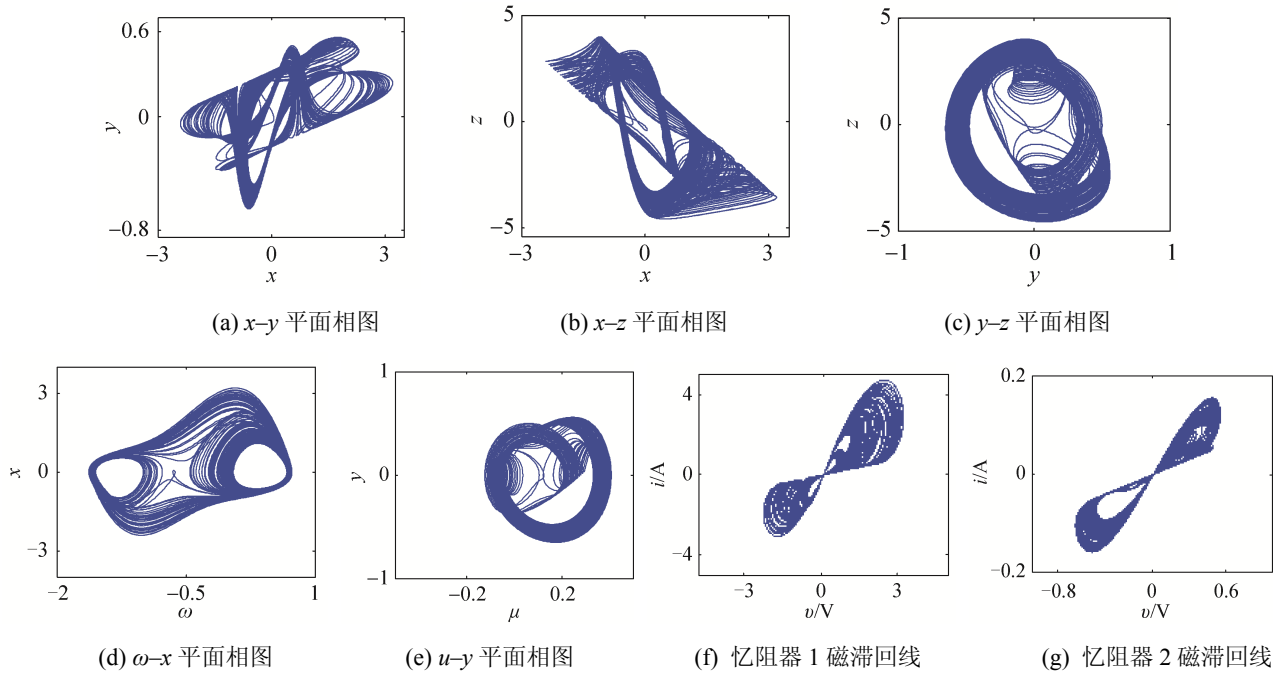 0.6
0
−0.8
y
−3
0
3
x
(a) x–y 平面相图
5
0
−5
z
−3
0
3
x
(b) x–z 平面相图
5
0
−5
z
−1
0
1
y
(c) y–z 平面相图
3
0
−3
x
−2
−0.5
1
ω
(d) ω–x 平面相图
1
0
−1
y
−0.2
0.2
μ
(e) u–y 平面相图
4
0
−4
i/A
−3
0
3
υ/V
(f) 忆阻器 1 磁滞回线
0.2
0
−0.2
i/A
−0.8
0
0.6
υ/V
(g) 忆阻器 2 磁滞回线